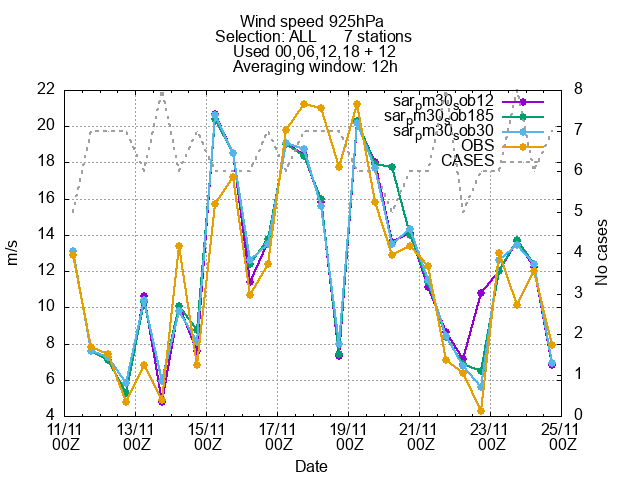 Wind speed 925hPa
Selection: ALL 7 stations
Used 00,06,12,18 + 12
Averaging window: 12h
sarpm30sob12
sarpm30sob185
sarpm30sob30
OBS
CASES
22
20
18
16
14
12
10
8
6
4
m/s
8
7
6
5
4
3
2
1
0
No cases
11/11 13/11 15/11 17/11 19/11 21/11 23/11 25/11
00Z 00Z 00Z 00Z 00Z 00Z 00Z 00Z
Date